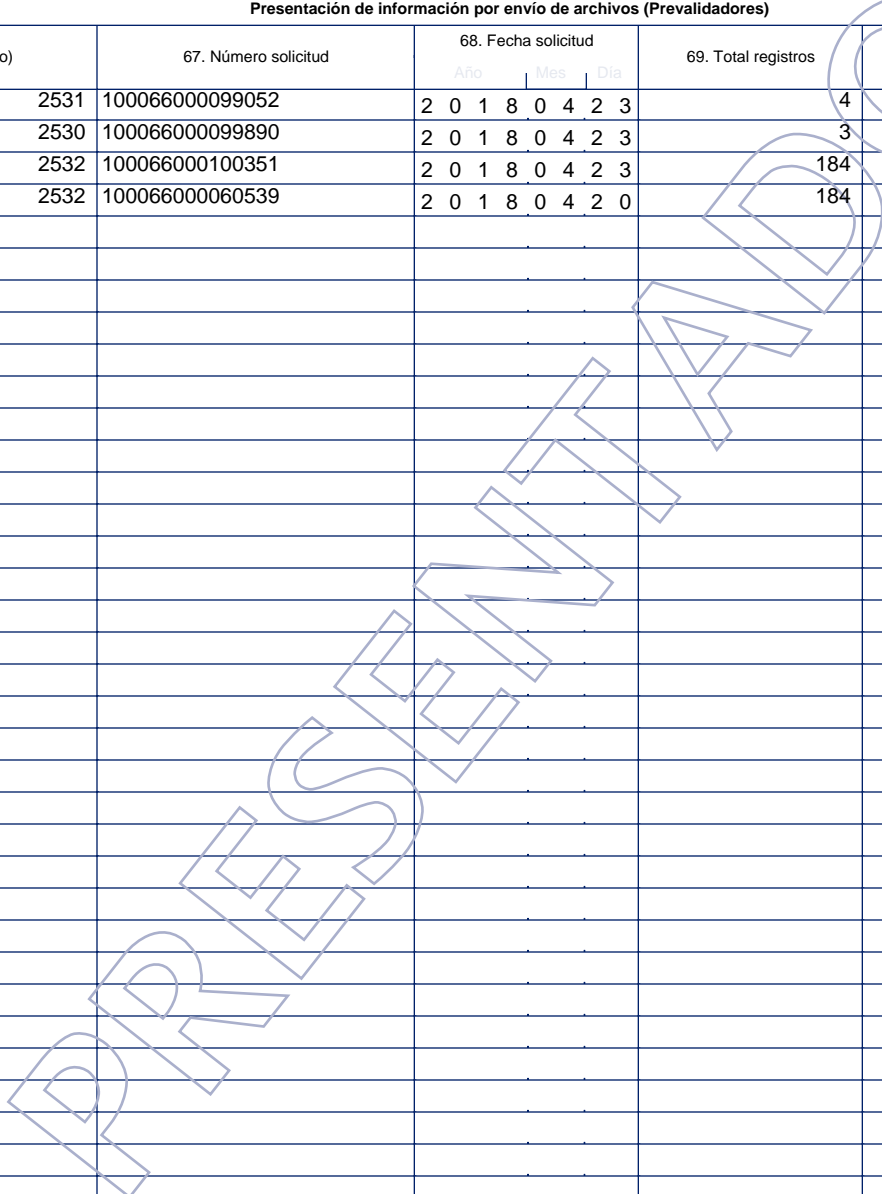 Presentación de información por envío de archivos (Prevalidadores)
o) 67. Número solicitud 68. Fecha solicitud 69. Total registros
Año Mes Día
2531 100066000099052 2 0 1 8 0 4 2 3 4
2530 100066000099890 2 0 1 8 0 4 2 3 3
2532 100066000100351 2 0 1 8 0 4 2 3 184
2532 100066000060539 2 0 1 8 0 4 2 0 184
PRESENTADO